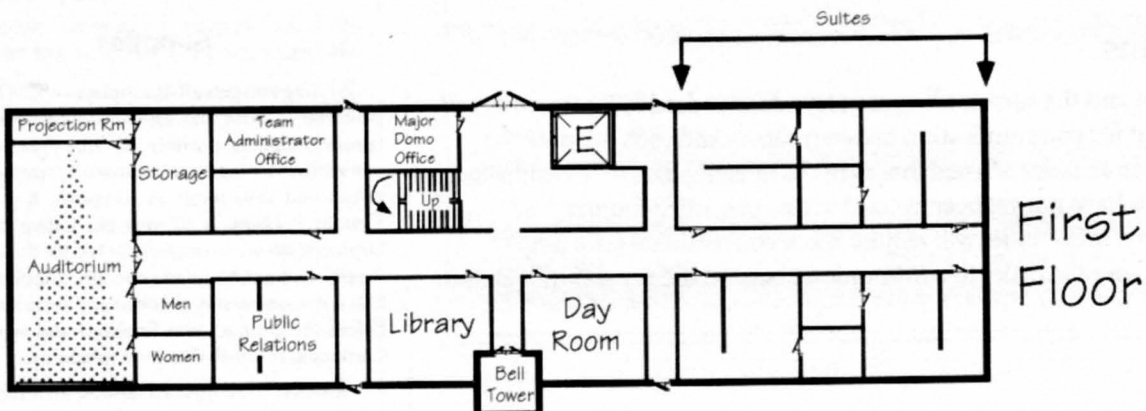 Suites
Projection Rm
Storage
Team
Administrator
Office
Major
Domo
Office
E
Up
Auditorium
Men
Women
Public
Relations
Library
Day
Room
Bell
Tower
First
Floor